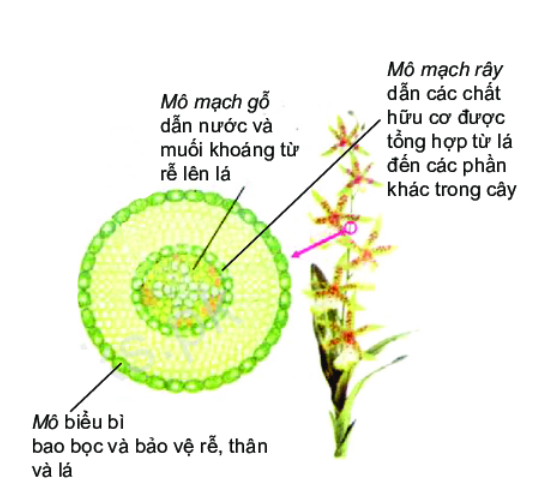 Mô mạch gỗ
dẫn nước và
muối khoáng từ
rễ lên lá
Mô mạch rây
dẫn các chất
hữu cơ được
tổng hợp từ lá
đến các phần
khác trong cây
Mô biểu bì
bao bọc và bảo vệ rễ, thân
và lá